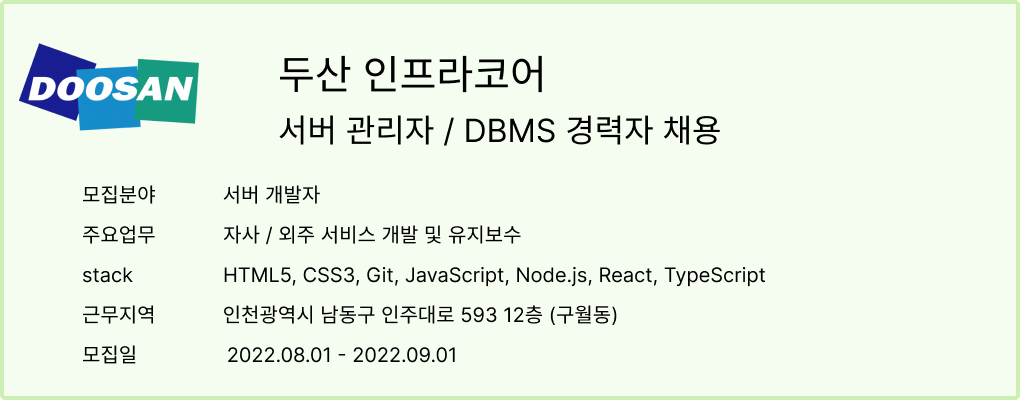 DOOSAN
두산 인프라코어
서버 관리자 / DBMS 경력자 채용
모집분야 서버 개발자
주요업무 자사 / 외주 서비스 개발 및 유지보수
stack HTML5, CSS3, Git, JavaScript, Node.js, React, TypeScript
근무지역 인천광역시 남동구 인주대로 593 12층 (구월동)
모집일 2022.08.01 - 2022.09.01